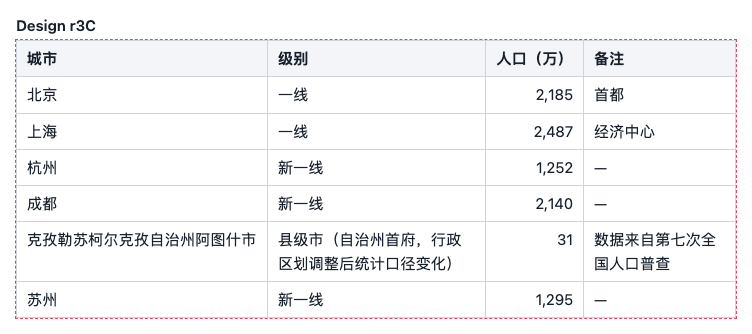 Design r3C
城市 级别 人口（万） 备注
北京 一线 2,185 首都
上海 一线 2,487 经济中心
杭州 新一线 1,252 —
成都 新一线 2,140 —
克孜勒苏柯尔克孜自治州阿图什市 县级市（自治州首府，行政 31 数据来自第七次全
区划调整后统计口径变化） 国人口普查
苏州 新一线 1,295 —